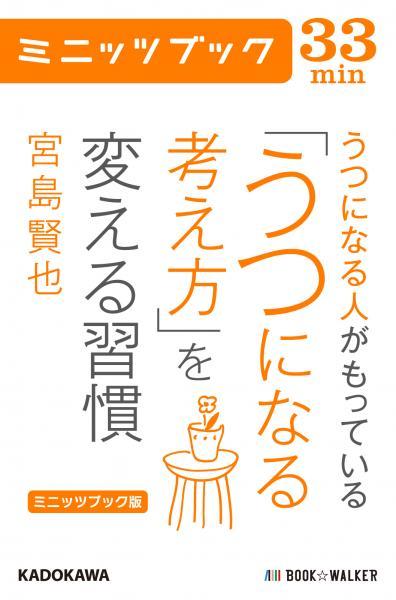 ミニッツブック
33
min
うつになる人がもっている
「うつになる
考え方」を
変える習慣
宮島賢也
ミニッツブック版
KADOKAWA
BOOK☆WALKER